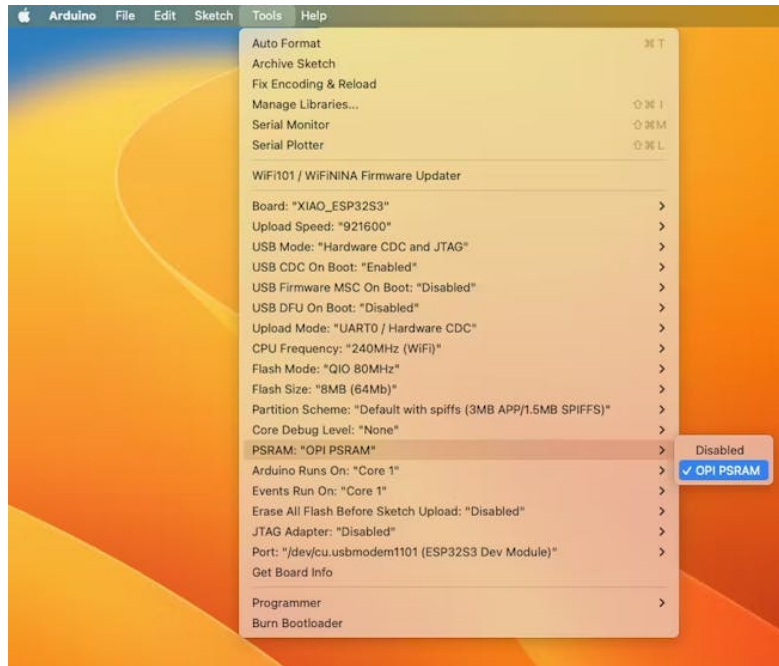 Arduino File Edit Sketch Tools Help
Auto Format ⌘T
Archive Sketch
Fix Encoding & Reload
Manage Libraries... ⇧⌘I
Serial Monitor ⇧⌘M
Serial Plotter ⇧⌘L
WiFi101 / WiFiNINA Firmware Updater
Board: "XIAO_ESP32S3"
Upload Speed: "921600"
USB Mode: "Hardware CDC and JTAG"
USB CDC On Boot: "Enabled"
USB Firmware MSC On Boot: "Disabled"
USB DFU On Boot: "Disabled"
Upload Mode: "UART0 / Hardware CDC"
CPU Frequency: "240MHz (WiFi)"
Flash Mode: "QIO 80MHz"
Flash Size: "8MB (64Mb)"
Partition Scheme: "Default with spiffs (3MB APP/1.5MB SPIFFS)"
Core Debug Level: "None"
PSRAM: "OPI PSRAM"
Disabled
✓ OPI PSRAM
Arduino Runs On: "Core 1"
Events Run On: "Core 1"
Erase All Flash Before Sketch Upload: "Disabled"
JTAG Adapter: "Disabled"
Port: "/dev/cu.usbmodem1101 (ESP32S3 Dev Module)"
Get Board Info
Programmer
Burn Bootloader